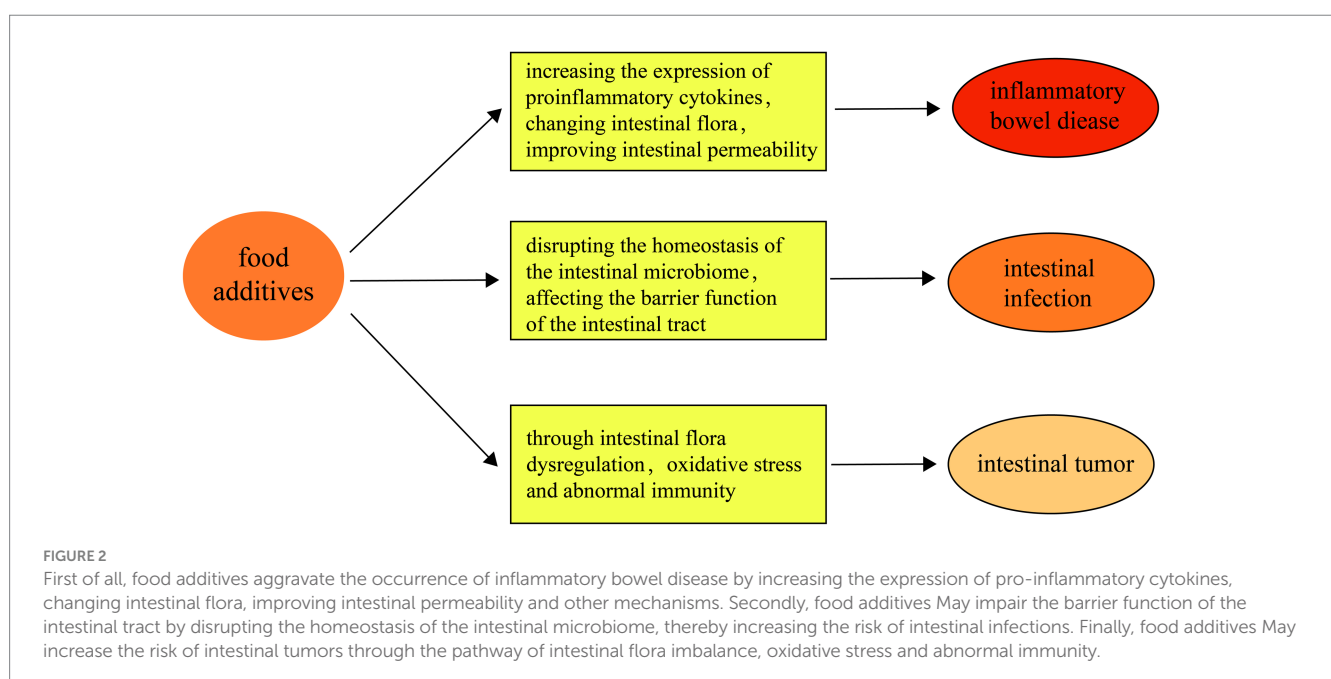 increasing the expression of
proinflammatory cytokines,
changing intestinal flora,
improving intestinal permeability
inflammatory
bowel disease
food
additives
disrupting the homeostasis of
the intestinal microbiome,
affecting the barrier function
of the intestinal tract
intestinal
infection
through intestinal flora
dysregulation, oxidative stress
and abnormal immunity
intestinal tumor
FIGURE 2
First of all, food additives aggravate the occurrence of inflammatory bowel disease by increasing the expression of pro-inflammatory cytokines,
changing intestinal flora, improving intestinal permeability and other mechanisms. Secondly, food additives May impair the barrier function of the
intestinal tract by disrupting the homeostasis of the intestinal microbiome, thereby increasing the risk of intestinal infections. Finally, food additives May
increase the risk of intestinal tumors through the pathway of intestinal flora imbalance, oxidative stress and abnormal immunity.